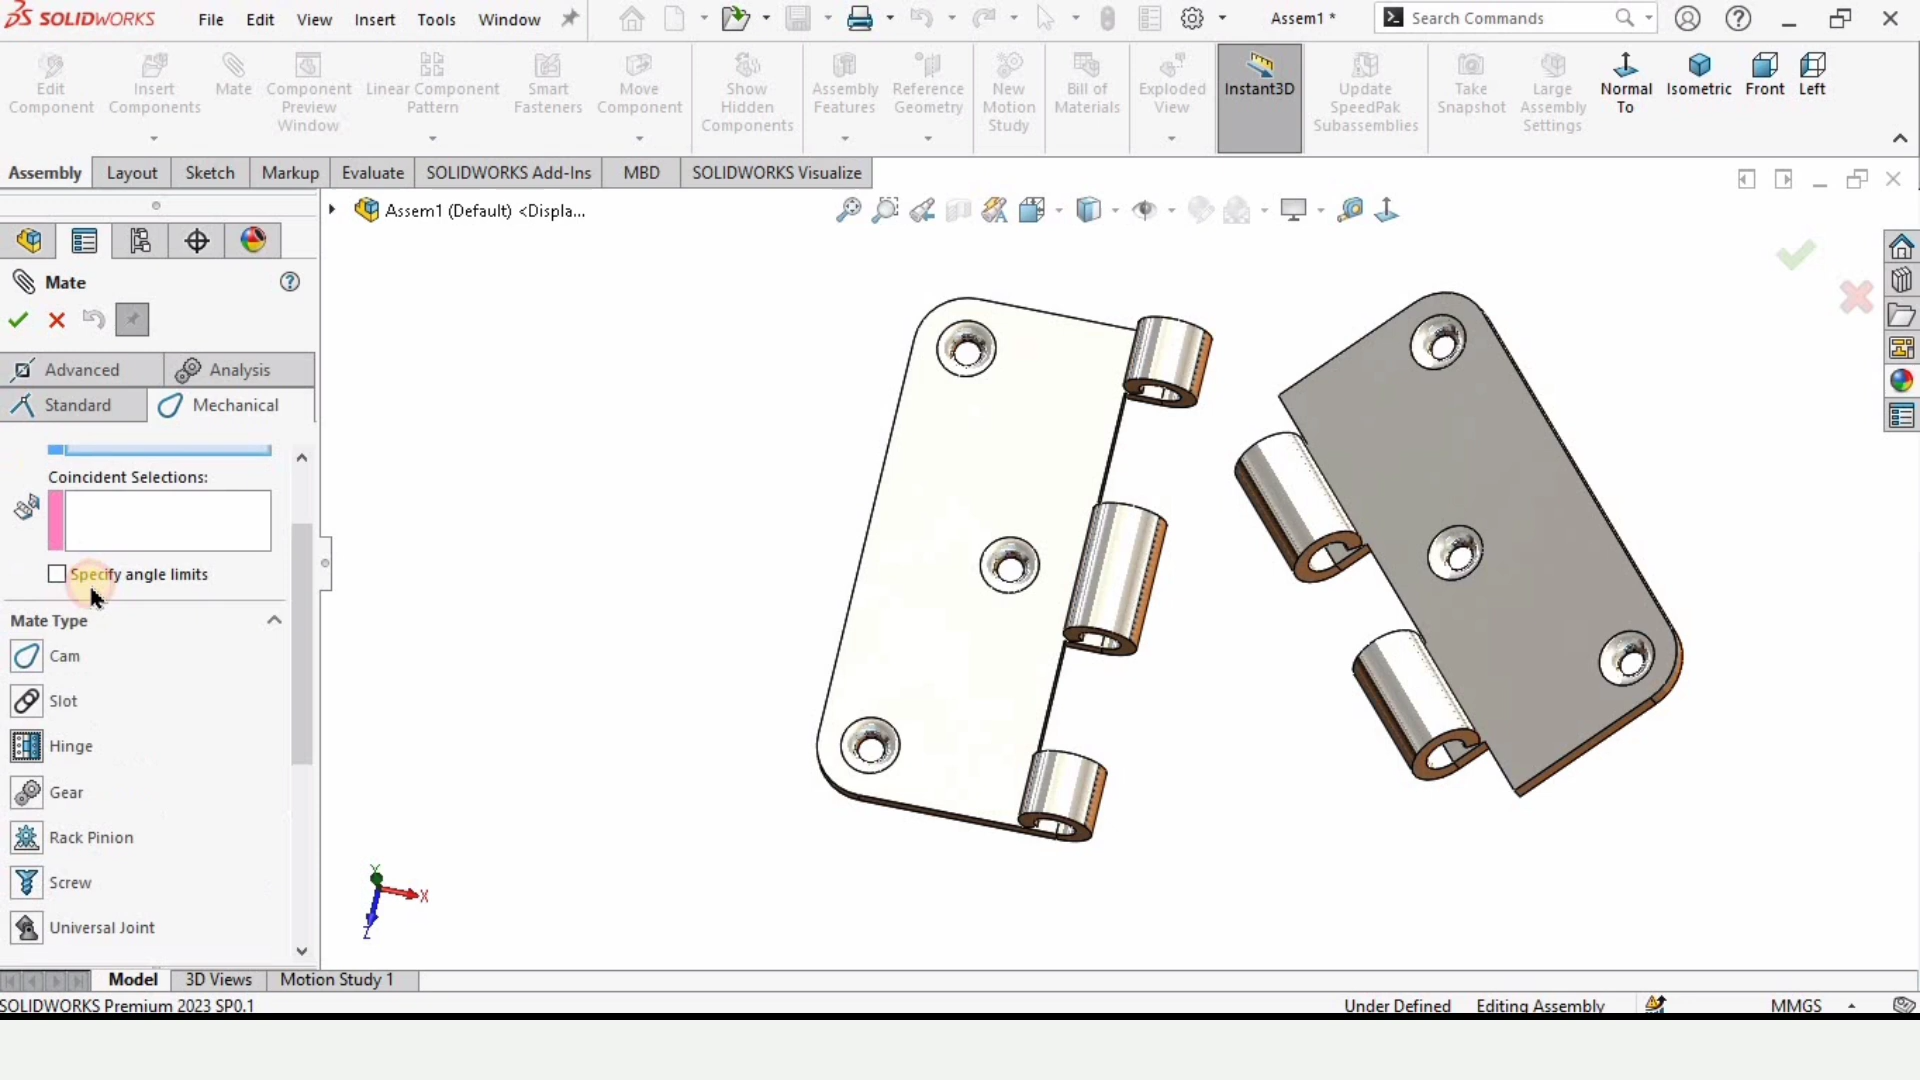 SOLIDWORKS File Edit View Insert Tools Window Assem1 * Search Commands
Edit Component
Insert Components
Mate
Component Preview Window
Linear Component Pattern
Smart Fasteners
Move Component
Show Hidden Components
Assembly Features
Reference Geometry
New Motion Study
Bill of Materials
Exploded View
Instant3D
Update SpeedPak Subassemblies
Take Snapshot
Large Assembly Settings
Normal To
Isometric
Front
Left
Assembly Layout Sketch Markup Evaluate SOLIDWORKS Add-Ins MBD SOLIDWORKS Visualize
Assem1 (Default) <Displa...
Mate
Advanced Analysis
Standard Mechanical
Coincident Selections:
Specify angle limits
Mate Type
Cam
Slot
Hinge
Gear
Rack Pinion
Screw
Universal Joint
Y
X
Z
Model 3D Views Motion Study 1
SOLIDWORKS Premium 2023 SP0.1 Under Defined Editing Assembly MMGS